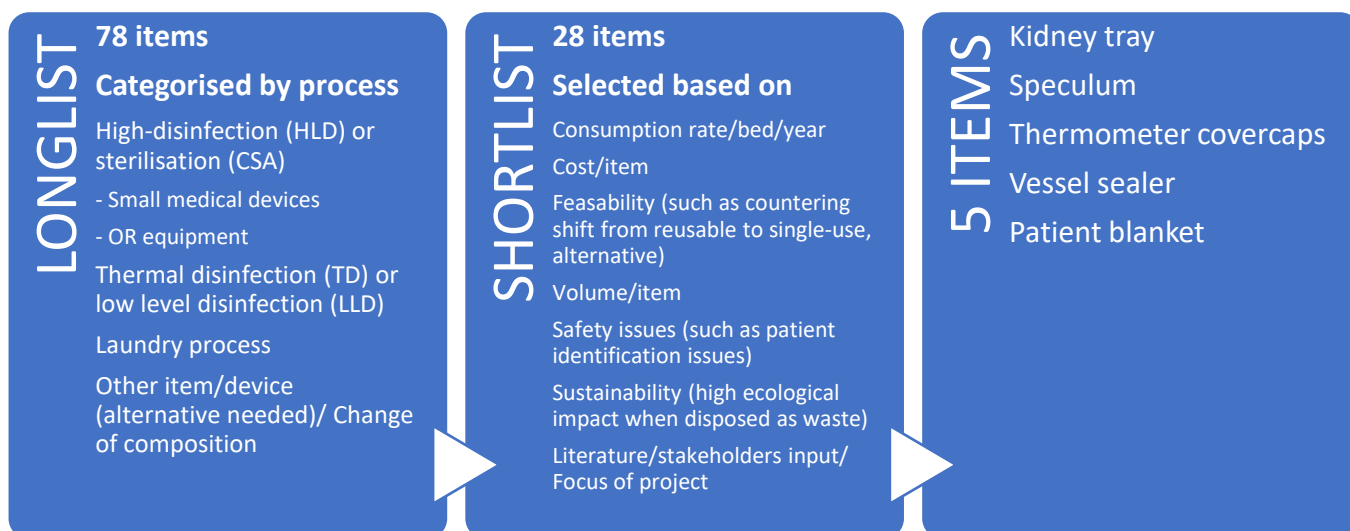 LONGLIST
78 items
Categorised by process
High-disinfection (HLD) or
sterilisation (CSA)
- Small medical devices
- OR equipment
Thermal disinfection (TD) or
low level disinfection (LLD)
Laundry process
Other item/device
(alternative needed)/ Change
of composition
SHORTLIST
28 items
Selected based on
Consumption rate/bed/year
Cost/item
Feasability (such as countering
shift from reusable to single-use,
alternative)
Volume/item
Safety issues (such as patient
identification issues)
Sustainability (high ecological
impact when disposed as waste)
Literature/stakeholders input/
Focus of project
5 ITEMS
Kidney tray
Speculum
Thermometer covercaps
Vessel sealer
Patient blanket